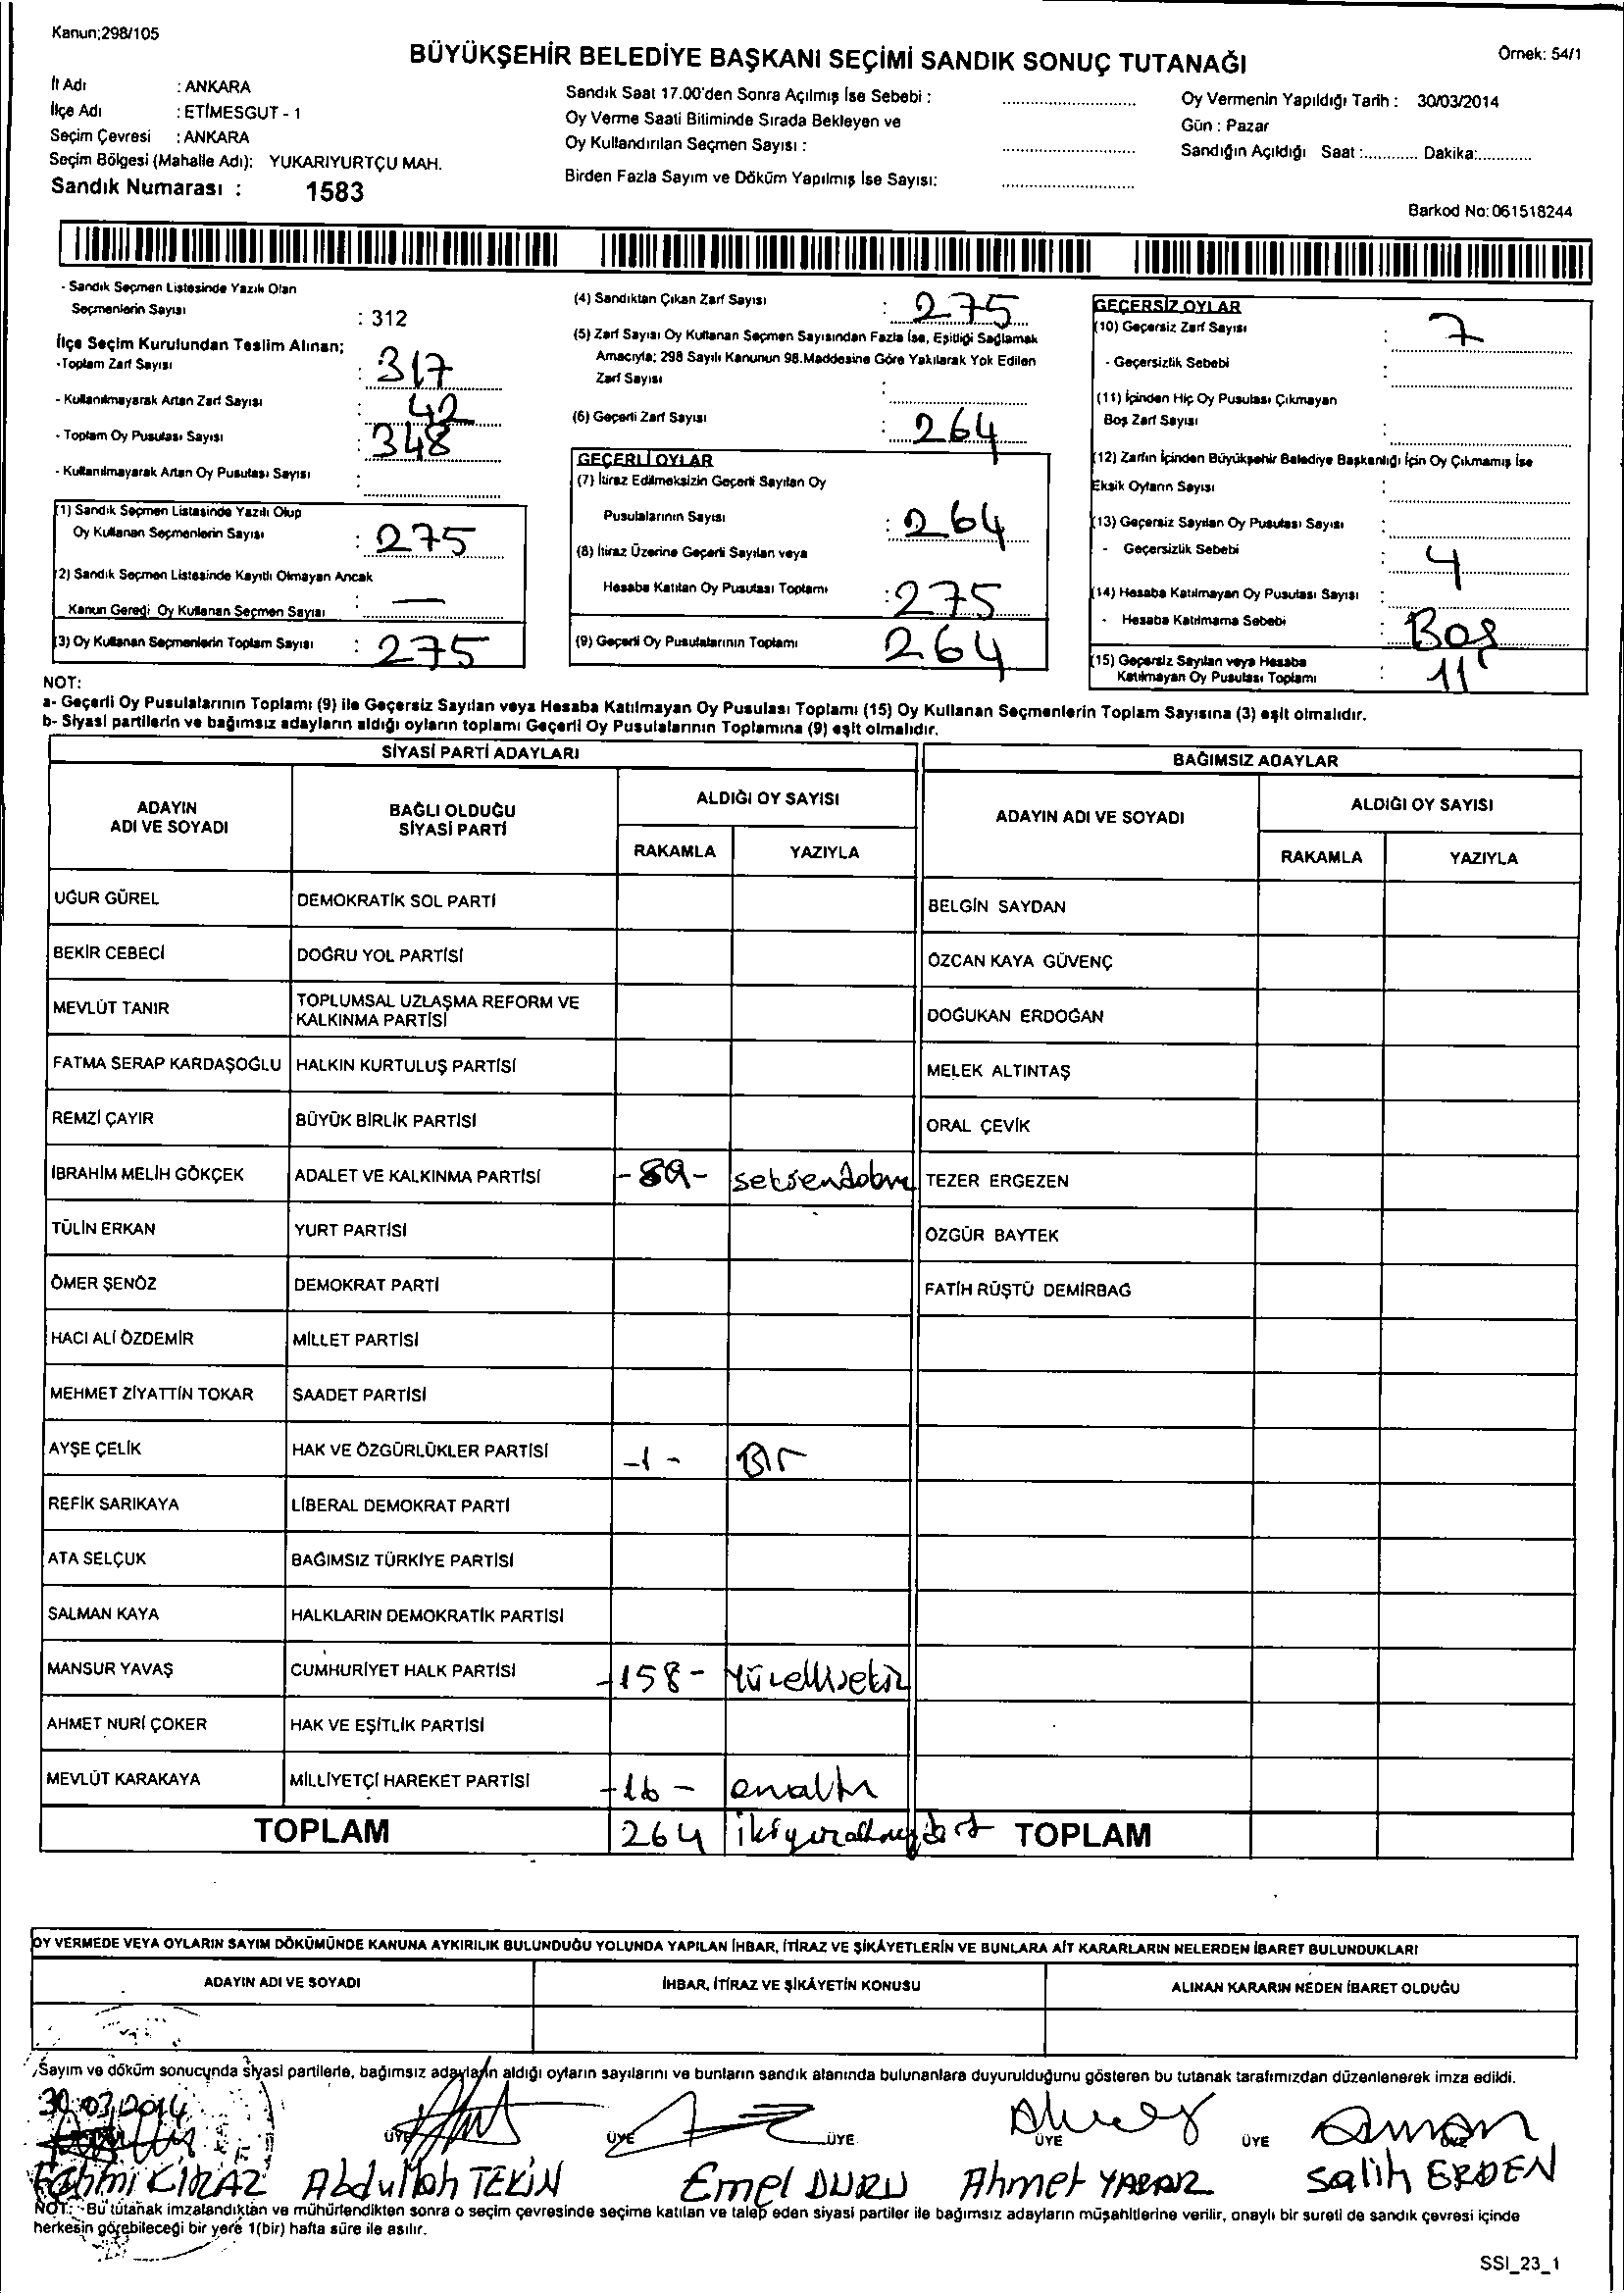 Kanun;298/105
BÜYÜKŞEHİR BELEDİYE BAŞKANI SEÇİMİ SANDIK SONUÇ TUTANAĞI
Örnek: 54/1
İl Adı : ANKARA
İlçe Adı : ETİMESGUT - 1
Seçim Çevresi : ANKARA
Seçim Bölgesi (Mahalle Adı): YUKARIYURTÇU MAH.
Sandık Numarası : 1583
Sandık Saat 17.00'den Sonra Açılmış İse Sebebi :
Oy Verme Saati Bitiminde Sırada Bekleyen ve
Oy Kullandırılan Seçmen Sayısı :
Birden Fazla Sayım ve Döküm Yapılmış İse Sayısı:
Oy Vermenin Yapıldığı Tarih : 30/03/2014
Gün : Pazar
Sandığın Açıldığı Saat :............ Dakika:............
Barkod No: 061518244
- Sandık Seçmen Listesinde Yazılı Olan
Seçmenlerin Sayısı : 312
İlçe Seçim Kurulundan Teslim Alınan;
-Toplam Zarf Sayısı : 317
- Kullanılmayarak Artan Zarf Sayısı : 42
- Toplam Oy Pusulası Sayısı : 348
- Kullanılmayarak Artan Oy Pusulası Sayısı :
(1) Sandık Seçmen Listesinde Yazılı Olup
Oy Kullanan Seçmenlerin Sayısı : 275
(2) Sandık Seçmen Listesinde Kayıtlı Olmayan Ancak
Kanun Gereği Oy Kullanan Seçmen Sayısı : —
(3) Oy Kullanan Seçmenlerin Toplam Sayısı : 275
(4) Sandıktan Çıkan Zarf Sayısı : 275
(5) Zarf Sayısı Oy Kullanan Seçmen Sayısından Fazla İse, Eşitliği Sağlamak
Amacıyla; 298 Sayılı Kanunun 98.Maddesine Göre Yakılarak Yok Edilen
Zarf Sayısı :
(6) Geçerli Zarf Sayısı : 264
GEÇERLİ OYLAR
(7) İtiraz Edilmeksizin Geçerli Sayılan Oy
Pusulalarının Sayısı : 264
(8) İtiraz Üzerine Geçerli Sayılan veya
Hesaba Katılan Oy Pusulası Toplamı : 275
(9) Geçerli Oy Pusulalarının Toplamı 264
GEÇERSİZ OYLAR
(10) Geçersiz Zarf Sayısı : 7
- Geçersizlik Sebebi :
(11) İçinden Hiç Oy Pusulası Çıkmayan
Boş Zarf Sayısı :
(12) Zarfın İçinden Büyükşehir Belediye Başkanlığı İçin Oy Çıkmamış İse
Eksik Oyların Sayısı :
(13) Geçersiz Sayılan Oy Pusulası Sayısı :
- Geçersizlik Sebebi : 4
(14) Hesaba Katılmayan Oy Pusulası Sayısı :
- Hesaba Katılmama Sebebi : Boş
(15) Geçersiz Sayılan veya Hesaba
Katılmayan Oy Pusulası Toplamı : 11
NOT:
a- Geçerli Oy Pusulalarının Toplamı (9) ile Geçersiz Sayılan veya Hesaba Katılmayan Oy Pusulası Toplamı (15) Oy Kullanan Seçmenlerin Toplam Sayısına (3) eşit olmalıdır.
b- Siyasi partilerin ve bağımsız adayların aldığı oyların toplamı Geçerli Oy Pusulalarının Toplamına (9) eşit olmalıdır.
SİYASİ PARTİ ADAYLARI
BAĞIMSIZ ADAYLAR
ADAYIN ADI VE SOYADI
BAĞLI OLDUĞU SİYASİ PARTİ
ALDIĞI OY SAYISI
RAKAMLA YAZIYLA
ADAYIN ADI VE SOYADI
ALDIĞI OY SAYISI
RAKAMLA YAZIYLA
UĞUR GÜREL DEMOKRATİK SOL PARTİ BELGİN SAYDAN
BEKİR CEBECİ DOĞRU YOL PARTİSİ ÖZCAN KAYA GÜVENÇ
MEVLÜT TANIR TOPLUMSAL UZLAŞMA REFORM VE KALKINMA PARTİSİ DOĞUKAN ERDOĞAN
FATMA SERAP KARDAŞOĞLU HALKIN KURTULUŞ PARTİSİ MELEK ALTINTAŞ
REMZİ ÇAYIR BÜYÜK BİRLİK PARTİSİ ORAL ÇEVİK
İBRAHİM MELİH GÖKÇEK ADALET VE KALKINMA PARTİSİ -89- seksendokuz TEZER ERGEZEN
TÜLİN ERKAN YURT PARTİSİ ÖZGÜR BAYTEK
ÖMER ŞENÖZ DEMOKRAT PARTİ FATİH RÜŞTÜ DEMİRBAĞ
HACI ALİ ÖZDEMİR MİLLET PARTİSİ
MEHMET ZİYATTİN TOKAR SAADET PARTİSİ
AYŞE ÇELİK HAK VE ÖZGÜRLÜKLER PARTİSİ -1- Bir
REFİK SARIKAYA LİBERAL DEMOKRAT PARTİ
ATA SELÇUK BAĞIMSIZ TÜRKİYE PARTİSİ
SALMAN KAYA HALKLARIN DEMOKRATİK PARTİSİ
MANSUR YAVAŞ CUMHURİYET HALK PARTİSİ -158- Yüzellisekiz
AHMET NURİ ÇOKER HAK VE EŞİTLİK PARTİSİ
MEVLÜT KARAKAYA MİLLİYETÇİ HAREKET PARTİSİ -16- onaltı
TOPLAM 264 ikiyüzaltmışdört TOPLAM
OY VERMEDE VEYA OYLARIN SAYIM DÖKÜMÜNDE KANUNA AYKIRILIK BULUNDUĞU YOLUNDA YAPILAN İHBAR, İTİRAZ VE ŞİKÂYETLERİN VE BUNLARA AİT KARARLARIN NELERDEN İBARET BULUNDUKLARI
ADAYIN ADI VE SOYADI İHBAR, İTİRAZ VE ŞİKÂYETİN KONUSU ALINAN KARARIN NEDEN İBARET OLDUĞU
Sayım ve döküm sonucunda siyasi partilerle, bağımsız adayların aldığı oyların sayılarını ve bunların sandık alanında bulunanlara duyurulduğunu gösteren bu tutanak tarafımızdan düzenlenerek imza edildi.
30.03.2014
ÜYE ÜYE ÜYE ÜYE ÜYE ÜYE
Fahmi KİRAZ Abdullah TEKİN Emel DURU Ahmet YARAR Salih ERDEN
NOT: Bu tutanak imzalandıktan ve mühürlendikten sonra o seçim çevresinde seçime katılan ve talep eden siyasi partiler ile bağımsız adayların müşahitlerine verilir, onaylı bir sureti de sandık çevresi içinde
herkesin görebileceği bir yere 1(bir) hafta süre ile asılır.
SSI_23_1